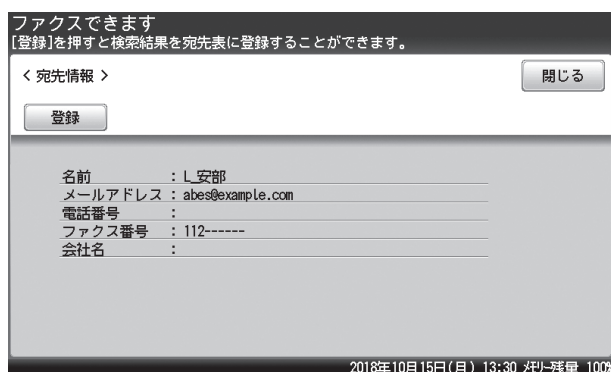 ファクスできます
[登録]を押すと検索結果を宛先表に登録することができます。
< 宛先情報 >
閉じる
登録
名前 : L_安部
メールアドレス : abes@example.com
電話番号 :
ファクス番号 : 112------
会社名 :
2018年10月15日(月) 13:30 ﾒﾓﾘｰ残量 100%